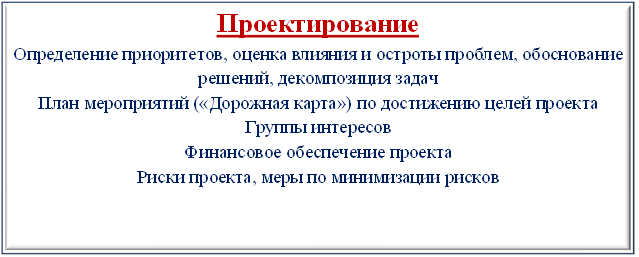 Проектирование
Определение приоритетов, оценка влияния и остроты проблем, обоснование
решений, декомпозиция задач
План мероприятий («Дорожная карта») по достижению целей проекта
Группы интересов
Финансовое обеспечение проекта
Риски проекта, меры по минимизации рисков